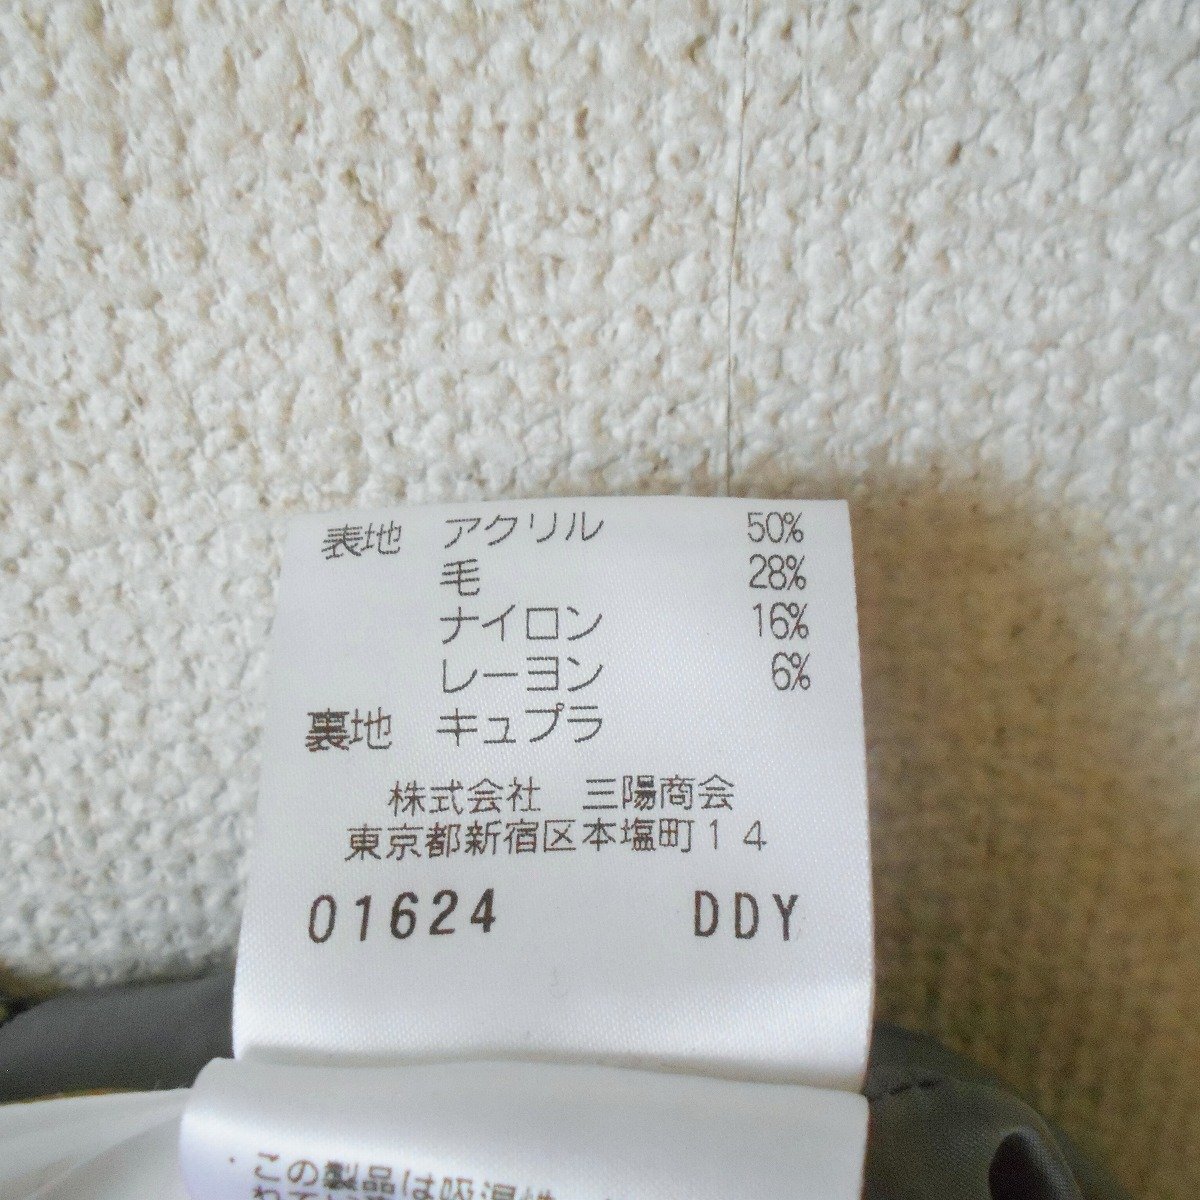 表地 アクリル 50%
毛 28%
ナイロン 16%
レーヨン 6%
裏地 キュプラ
株式会社 三陽商会
東京都新宿区本塩町14
01624 DDY
・この製品は吸湿性